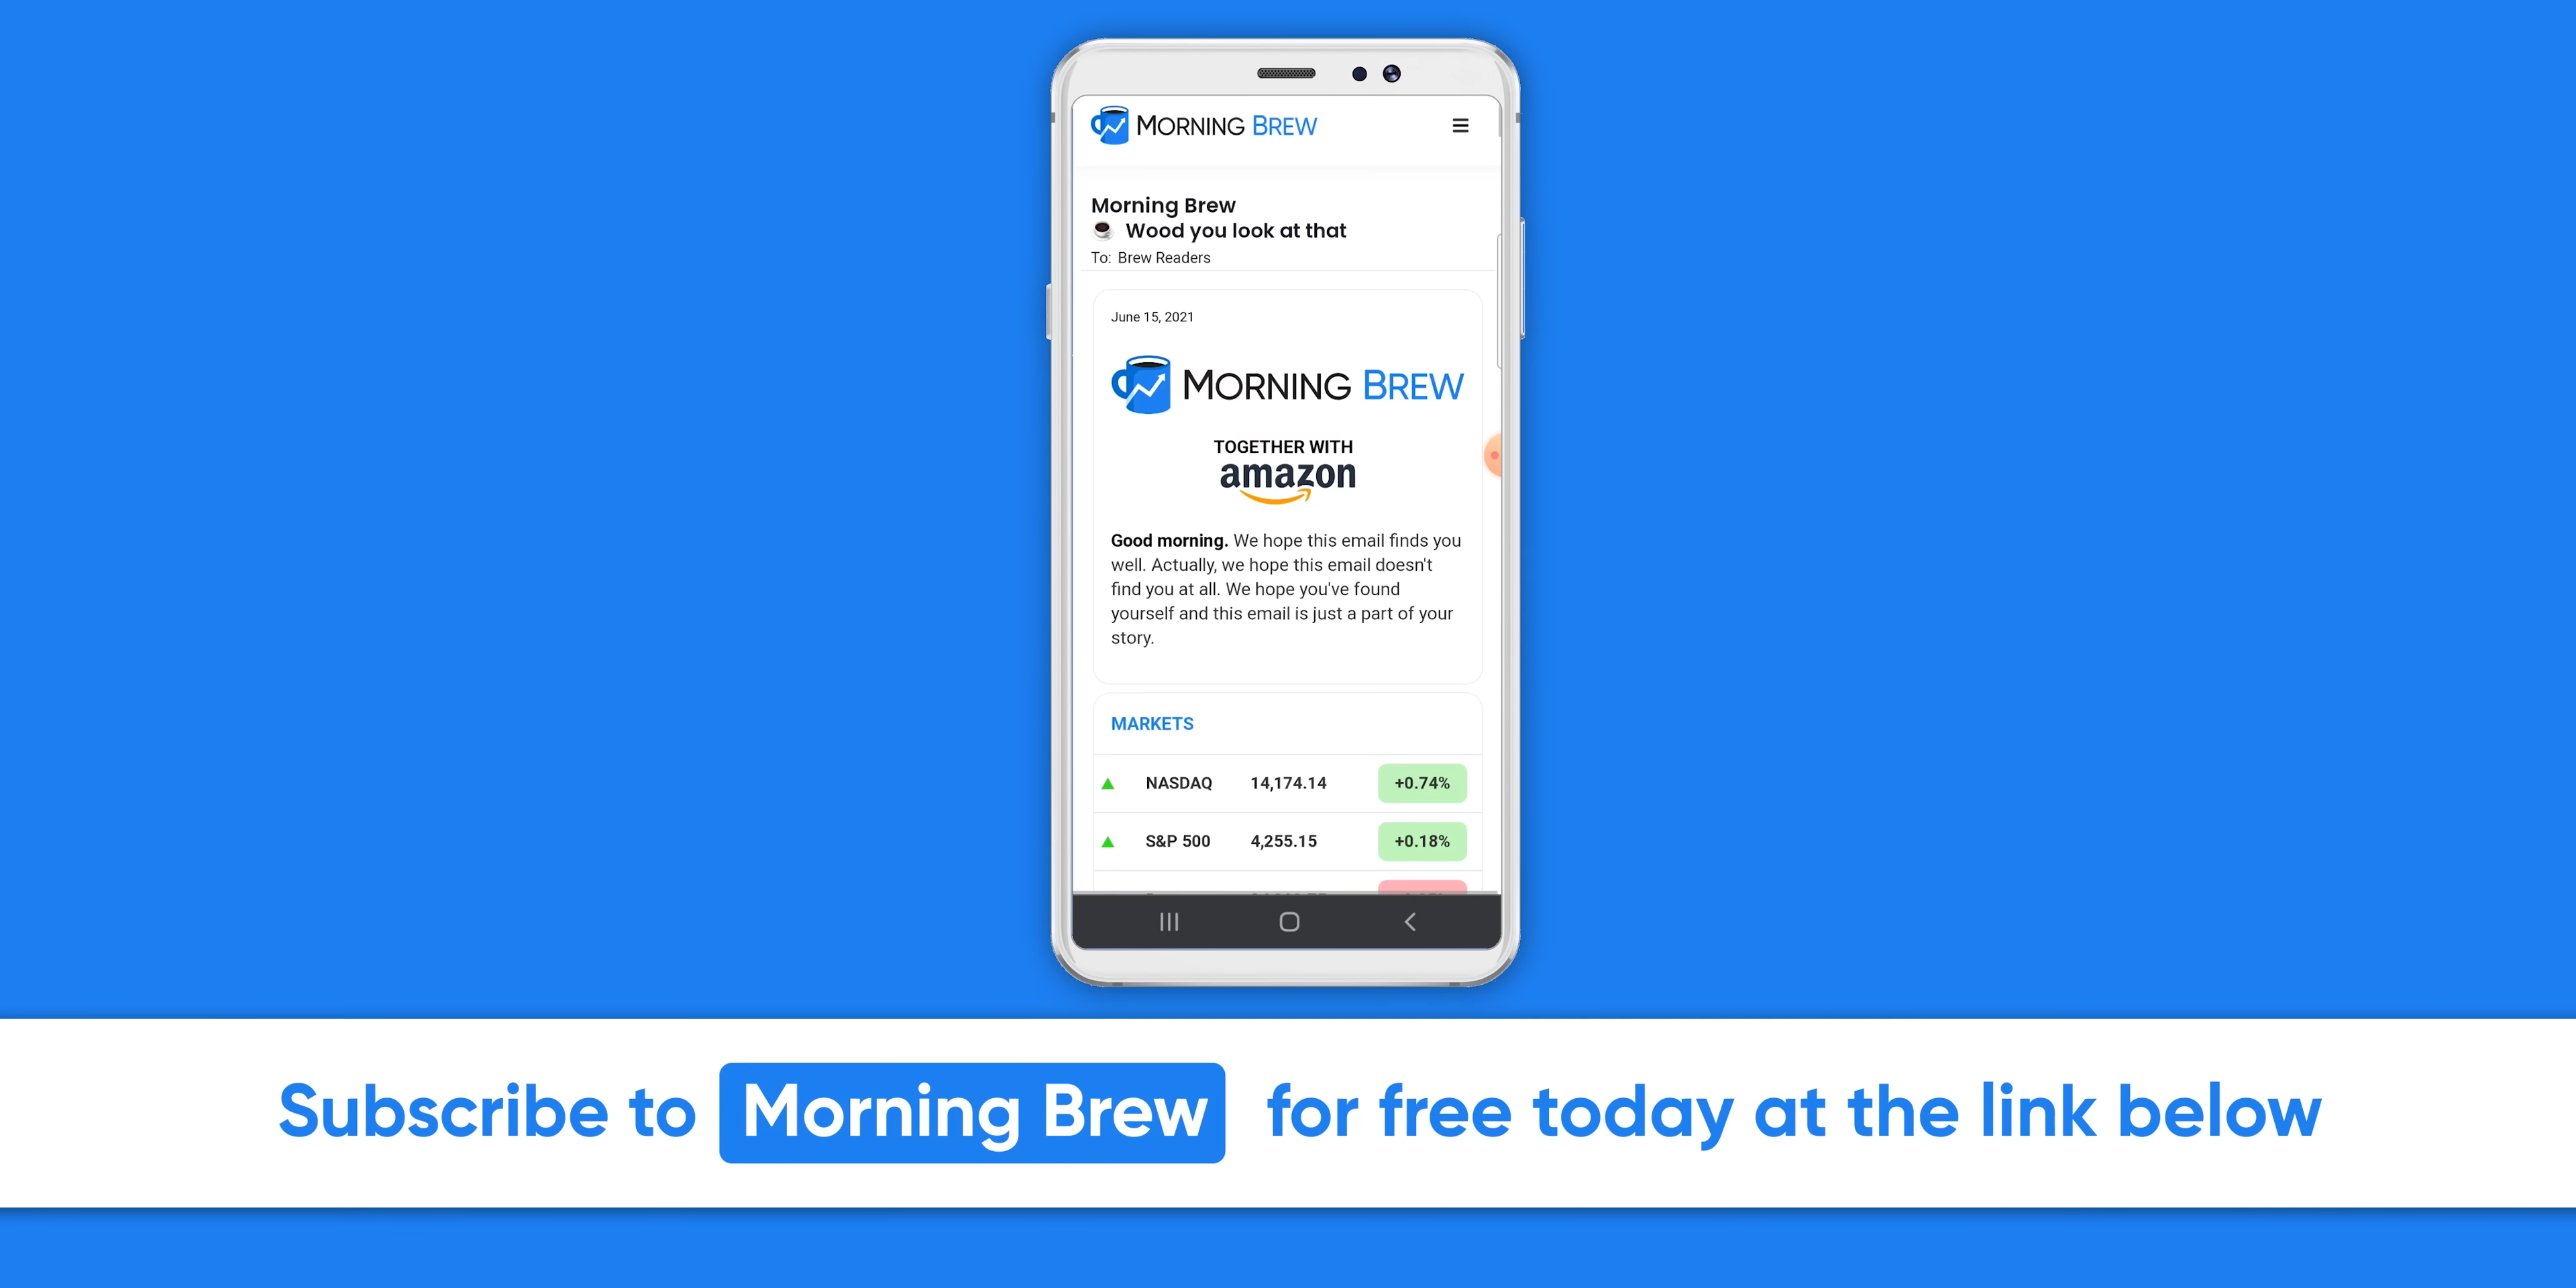 MORNING BREW
Morning Brew
Wood you look at that
To: Brew Readers
June 15, 2021
MORNING BREW
TOGETHER WITH
amazon
Good morning. We hope this email finds you
well. Actually, we hope this email doesn't
find you at all. We hope you've found
yourself and this email is just a part of your
story.
MARKETS
NASDAQ 14,174.14 +0.74%
S&P 500 4,255.15 +0.18%
Subscribe to Morning Brew for free today at the link below